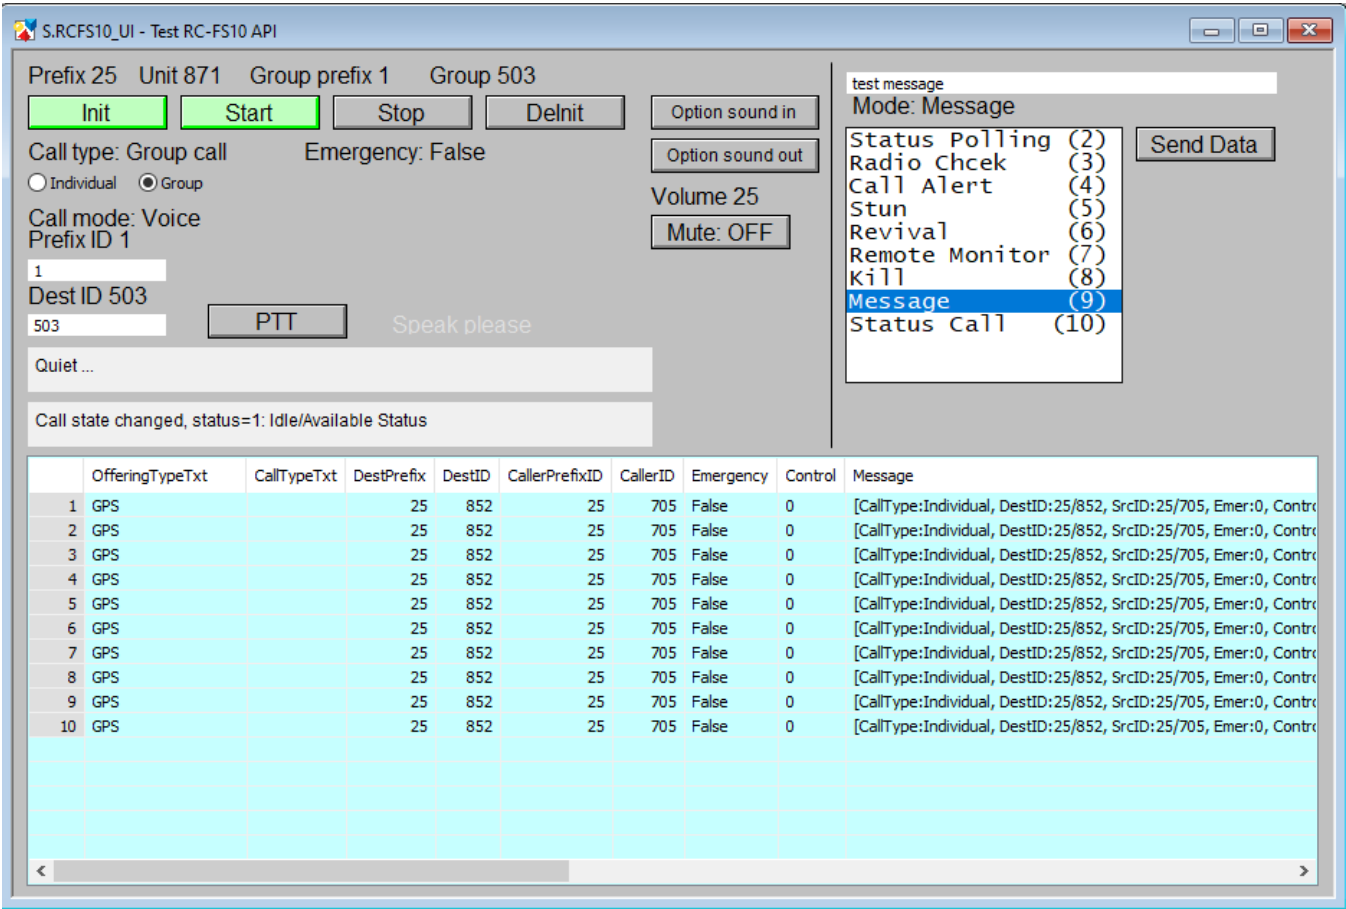 S.RCFS10_UI - Test RC-FS10 API
Prefix 25 Unit 871 Group prefix 1 Group 503
Init Start Stop DeInit
Call type: Group call Emergency: False
Individual Group
Call mode: Voice
Prefix ID 1
1
Dest ID 503
503
PTT
Speak please
Option sound in
Option sound out
Volume 25
Mute: OFF
Quiet ...
Call state changed, status=1: Idle/Available Status
test message
Mode: Message
Status Polling (2)
Radio Chcek (3)
Call Alert (4)
Stun (5)
Revival (6)
Remote Monitor (7)
Kill (8)
Message (9)
Status Call (10)
Send Data
OfferingTypeTxt CallTypeTxt DestPrefix DestID CallerPrefixID CallerID Emergency Control Message
1 GPS 25 852 25 705 False 0 [CallType:Individual, DestID:25/852, SrcID:25/705, Emer:0, Contro
2 GPS 25 852 25 705 False 0 [CallType:Individual, DestID:25/852, SrcID:25/705, Emer:0, Contro
3 GPS 25 852 25 705 False 0 [CallType:Individual, DestID:25/852, SrcID:25/705, Emer:0, Contro
4 GPS 25 852 25 705 False 0 [CallType:Individual, DestID:25/852, SrcID:25/705, Emer:0, Contro
5 GPS 25 852 25 705 False 0 [CallType:Individual, DestID:25/852, SrcID:25/705, Emer:0, Contro
6 GPS 25 852 25 705 False 0 [CallType:Individual, DestID:25/852, SrcID:25/705, Emer:0, Contro
7 GPS 25 852 25 705 False 0 [CallType:Individual, DestID:25/852, SrcID:25/705, Emer:0, Contro
8 GPS 25 852 25 705 False 0 [CallType:Individual, DestID:25/852, SrcID:25/705, Emer:0, Contro
9 GPS 25 852 25 705 False 0 [CallType:Individual, DestID:25/852, SrcID:25/705, Emer:0, Contro
10 GPS 25 852 25 705 False 0 [CallType:Individual, DestID:25/852, SrcID:25/705, Emer:0, Contro